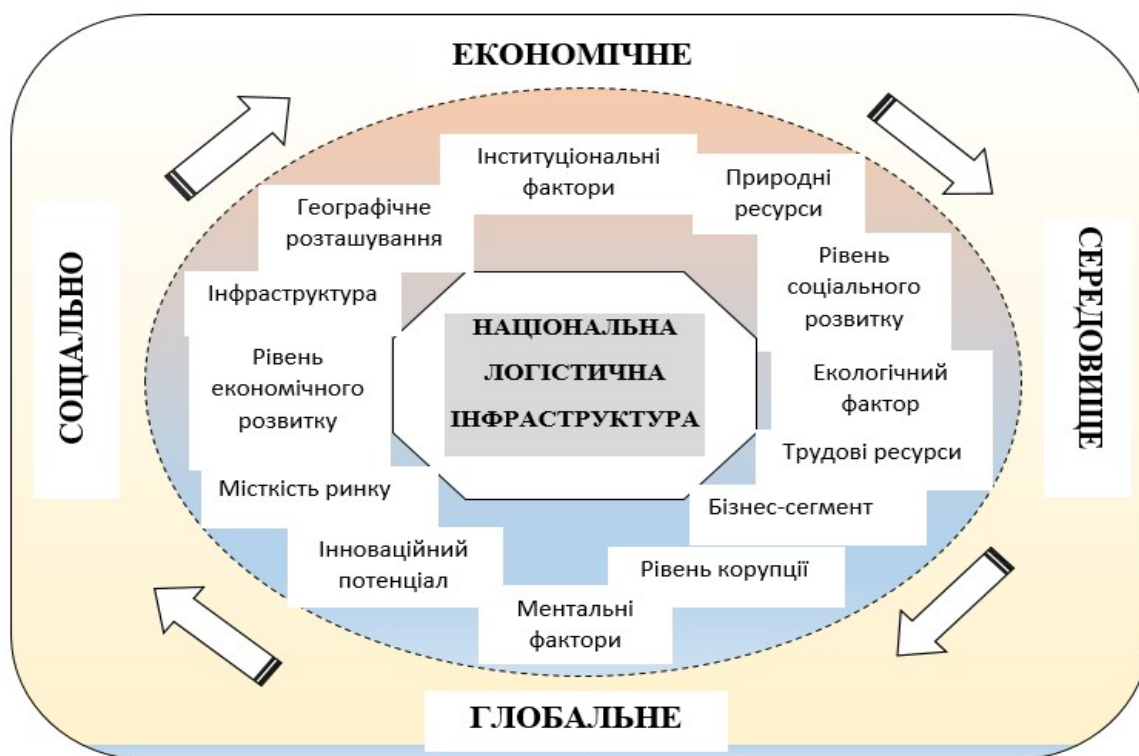 ЕКОНОМІЧНЕ
Інституціональні
фактори
Природні
ресурси
Географічне
розташування
Рівень
соціального
розвитку
Інфраструктура
Рівень
економічного
розвитку
НАЦІОНАЛЬНА
ЛОГІСТИЧНА
ІНФРАСТРУКТУРА
Екологічний
фактор
Трудові ресурси
Місткість ринку
Бізнес-сегмент
Інноваційний
потенціал
Рівень корупції
Ментальні
фактори
СОЦІАЛЬНО
СЕРЕДОВИЩЕ
ГЛОБАЛЬНЕ